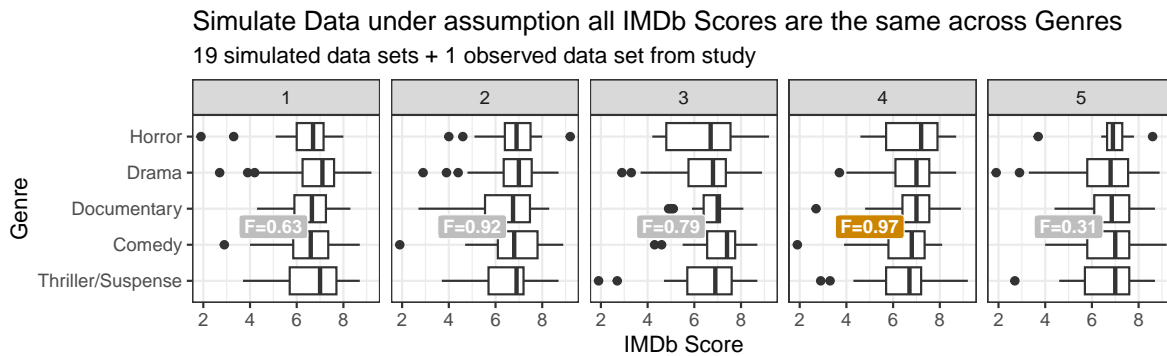 Simulate Data under assumption all IMDb Scores are the same across Genres
19 simulated data sets + 1 observed data set from study
1 2 3 4 5
Genre
Horror
Drama
Documentary
F=0.63 F=0.92 F=0.79 F=0.97 F=0.31
Comedy
Thriller/Suspense
2 4 6 8 2 4 6 8 2 4 6 8 2 4 6 8 2 4 6 8
IMDb Score